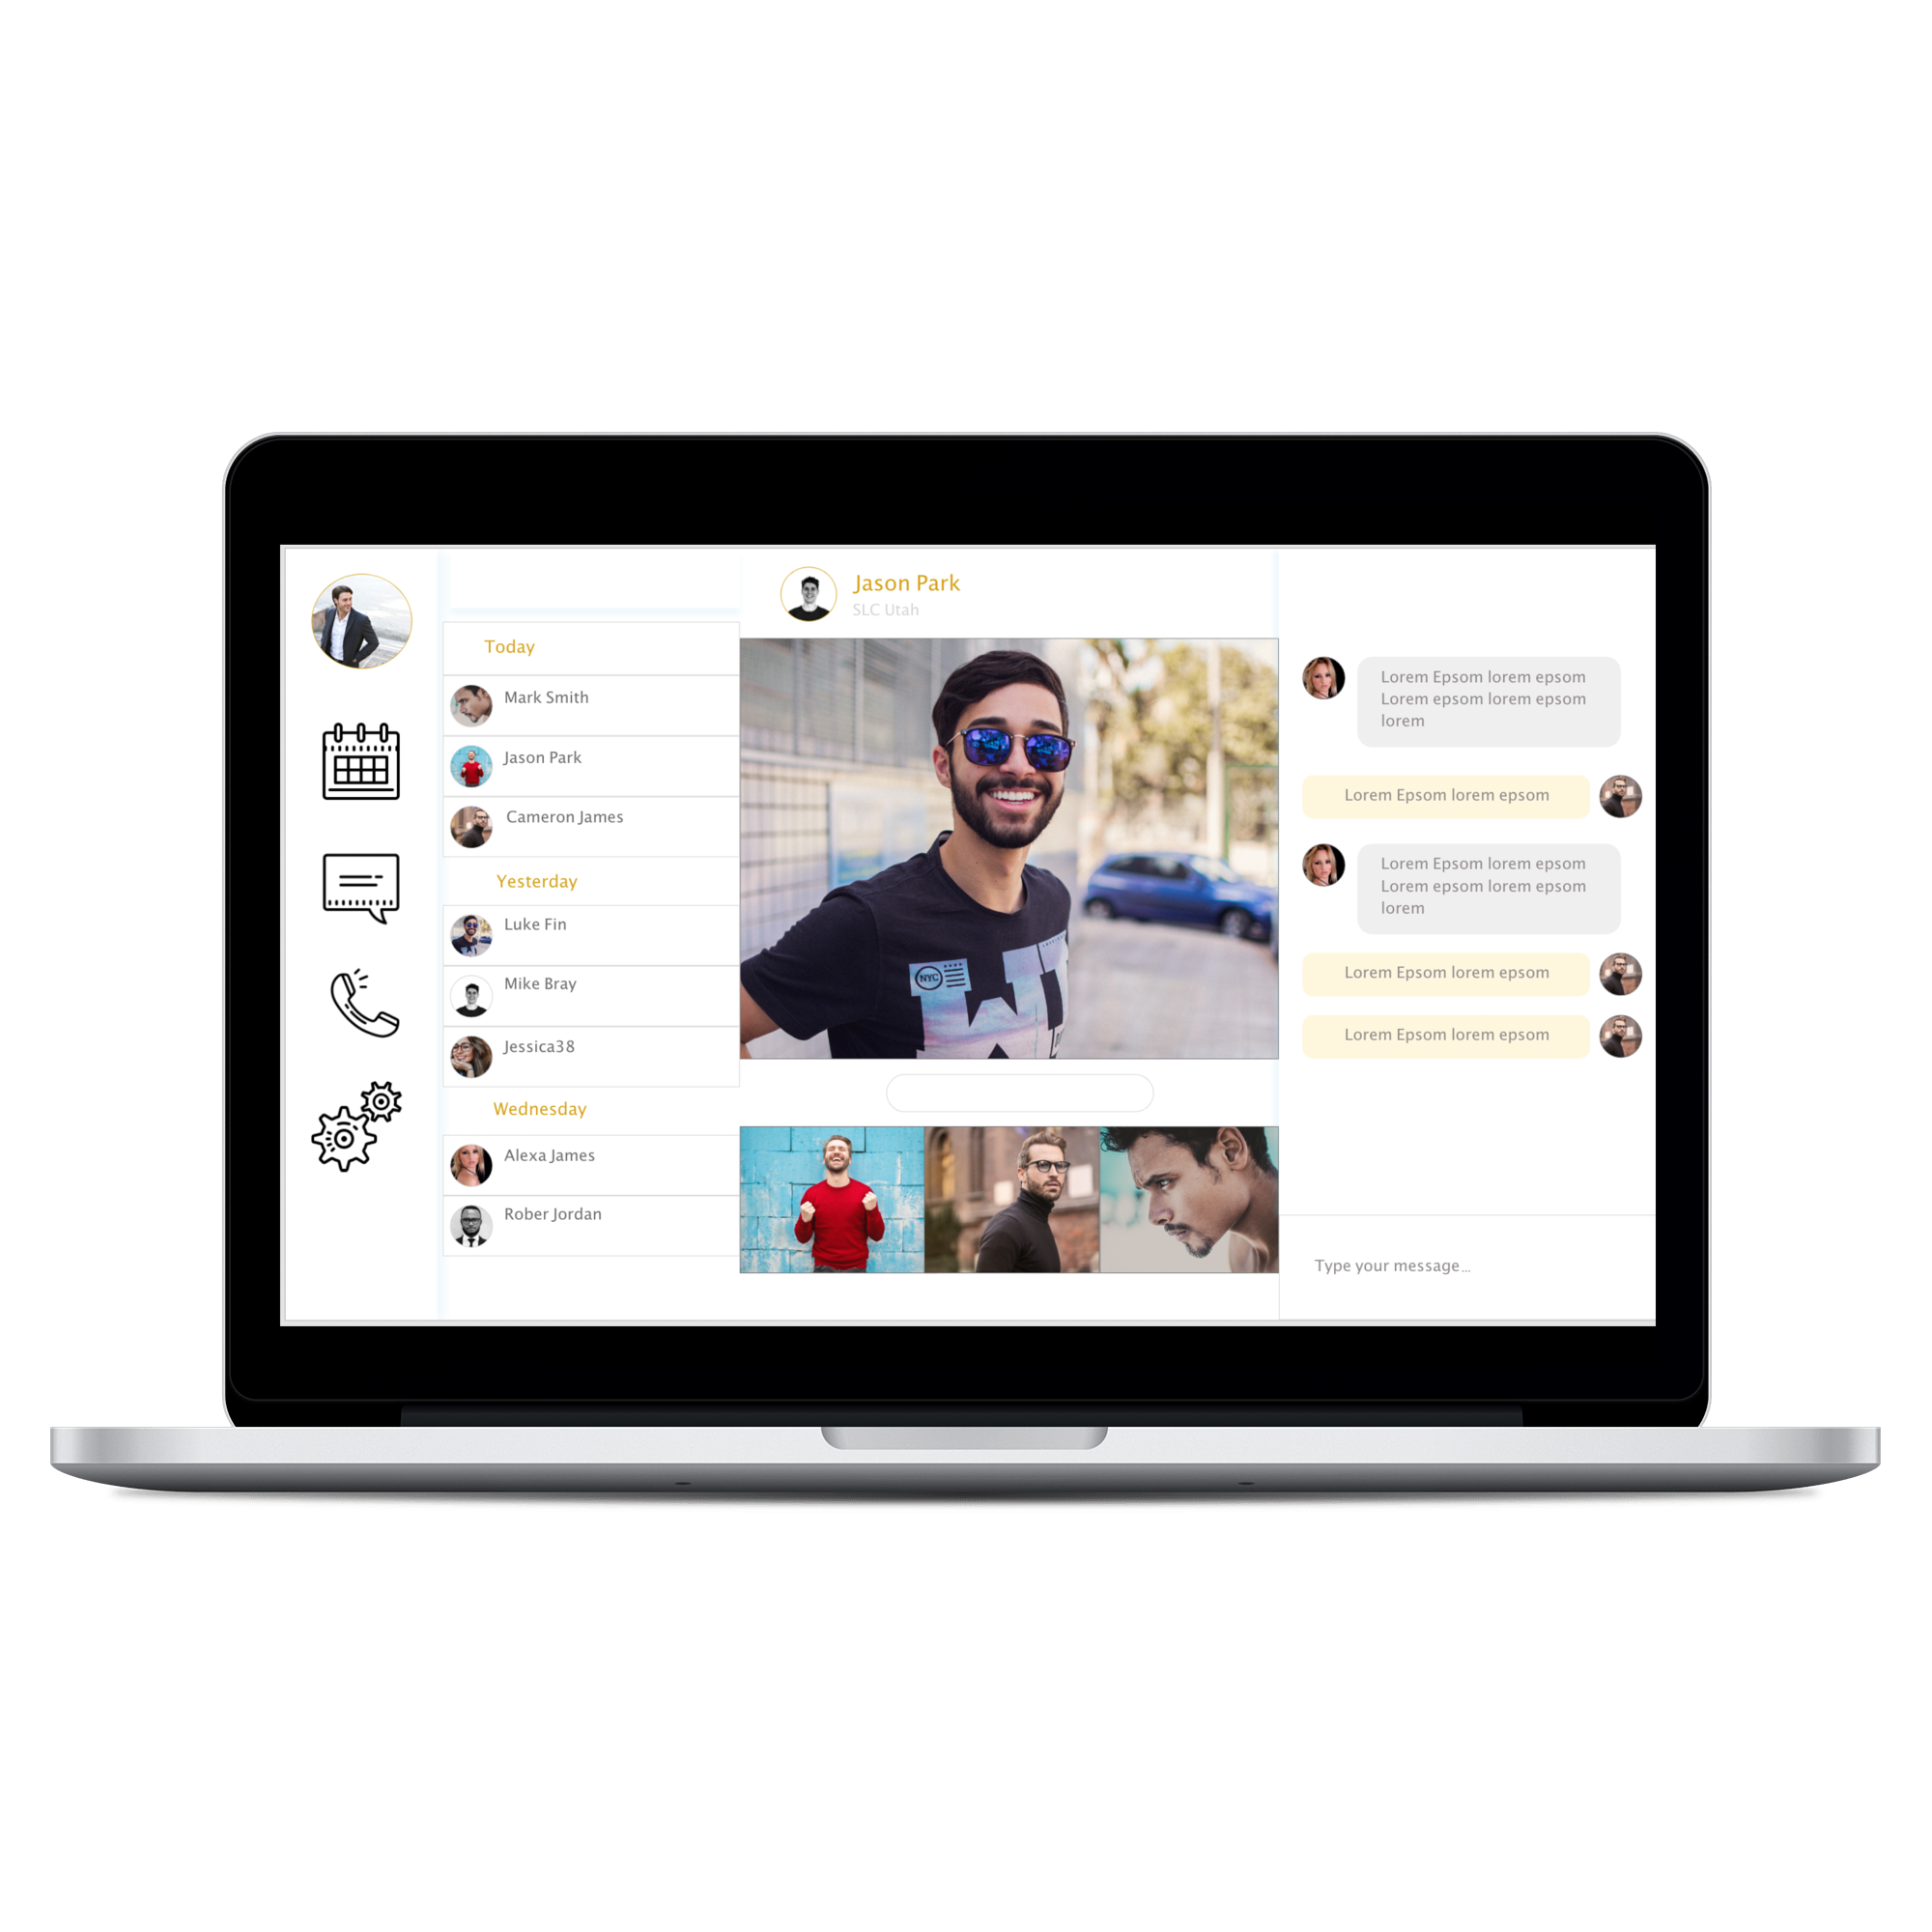 Today
Mark Smith
Jason Park
Cameron James
Yesterday
Luke Fin
Mike Bray
Jessica38
Wednesday
Alexa James
Rober Jordan
Jason Park
SLC Utah
NYC
Lorem Epsom lorem epsom
Lorem epsom lorem epsom
lorem
Lorem Epsom lorem epsom
Lorem Epsom lorem epsom
Lorem epsom lorem epsom
lorem
Lorem Epsom lorem epsom
Lorem Epsom lorem epsom
Type your message...